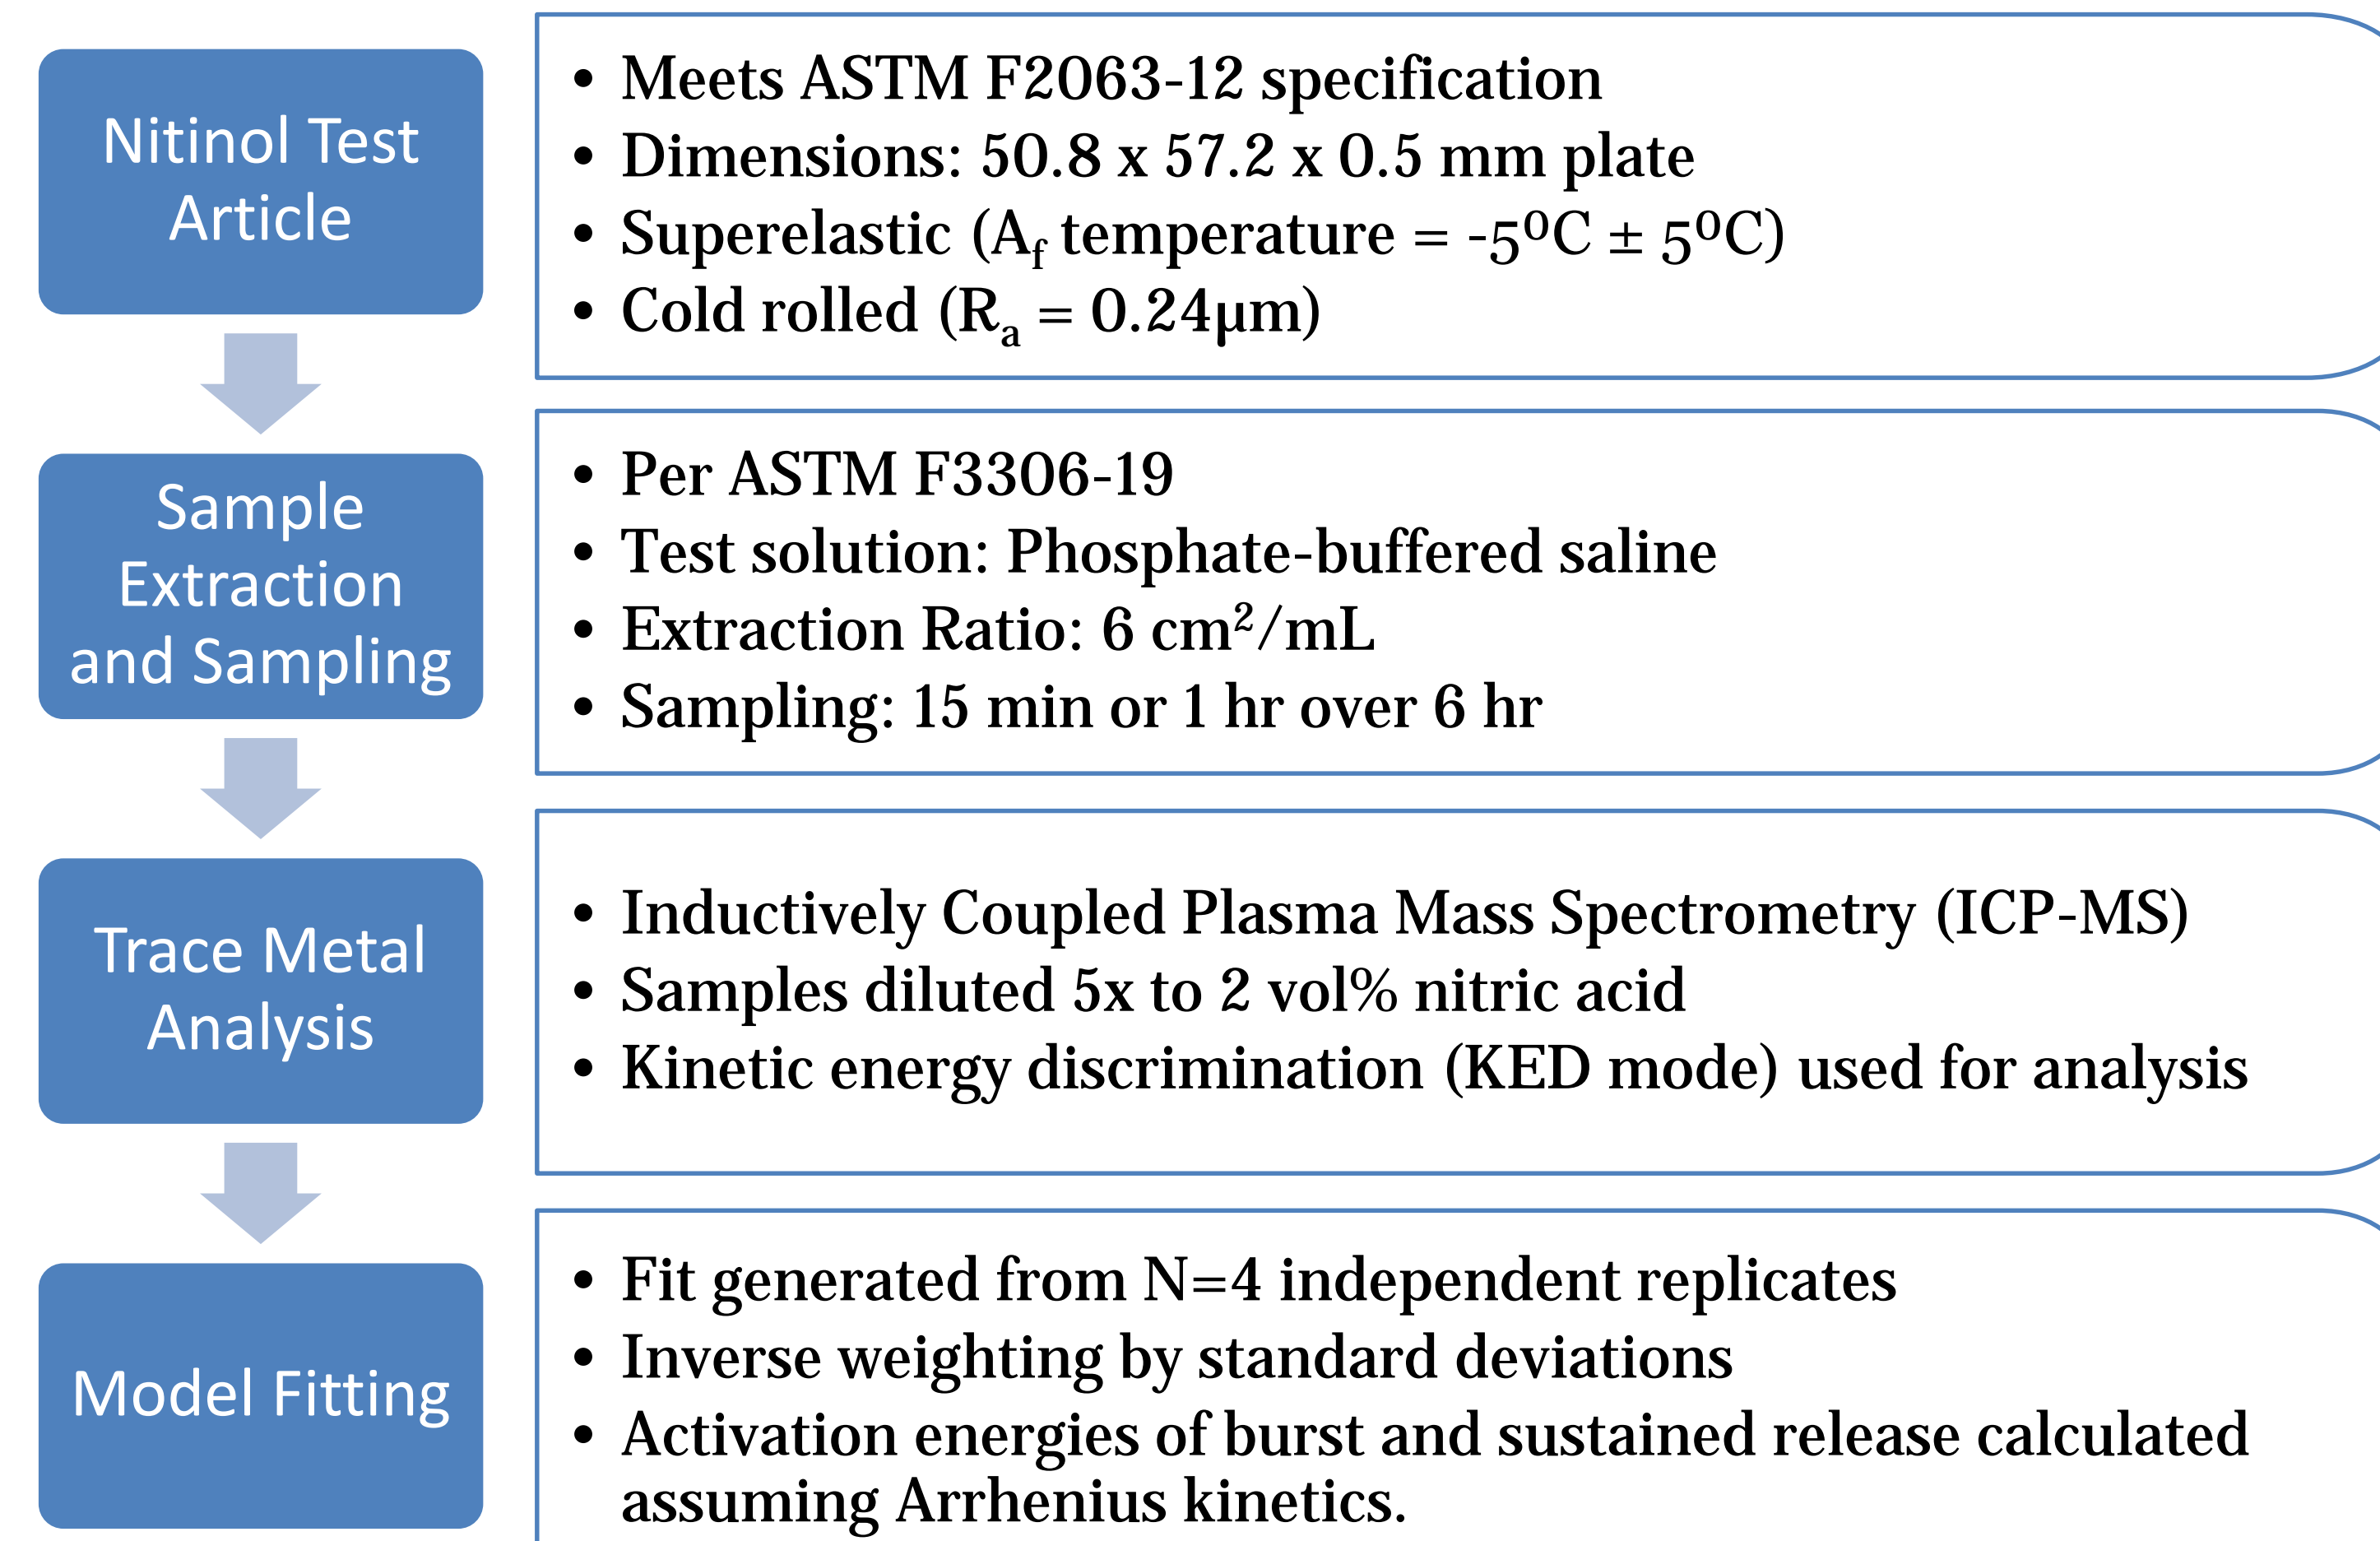 Nitinol Test
Article
• Meets ASTM F2063-12 specification
• Dimensions: 50.8 x 57.2 x 0.5 mm plate
• Superelastic (A_f temperature = -5⁰C ± 5⁰C)
• Cold rolled (Rₐ = 0.24µm)
Sample
Extraction
and Sampling
• Per ASTM F3306-19
• Test solution: Phosphate-buffered saline
• Extraction Ratio: 6 cm²/mL
• Sampling: 15 min or 1 hr over 6 hr
Trace Metal
Analysis
• Inductively Coupled Plasma Mass Spectrometry (ICP-MS)
• Samples diluted 5x to 2 vol% nitric acid
• Kinetic energy discrimination (KED mode) used for analysis
Model Fitting
• Fit generated from N=4 independent replicates
• Inverse weighting by standard deviations
• Activation energies of burst and sustained release calculated
assuming Arrhenius kinetics.